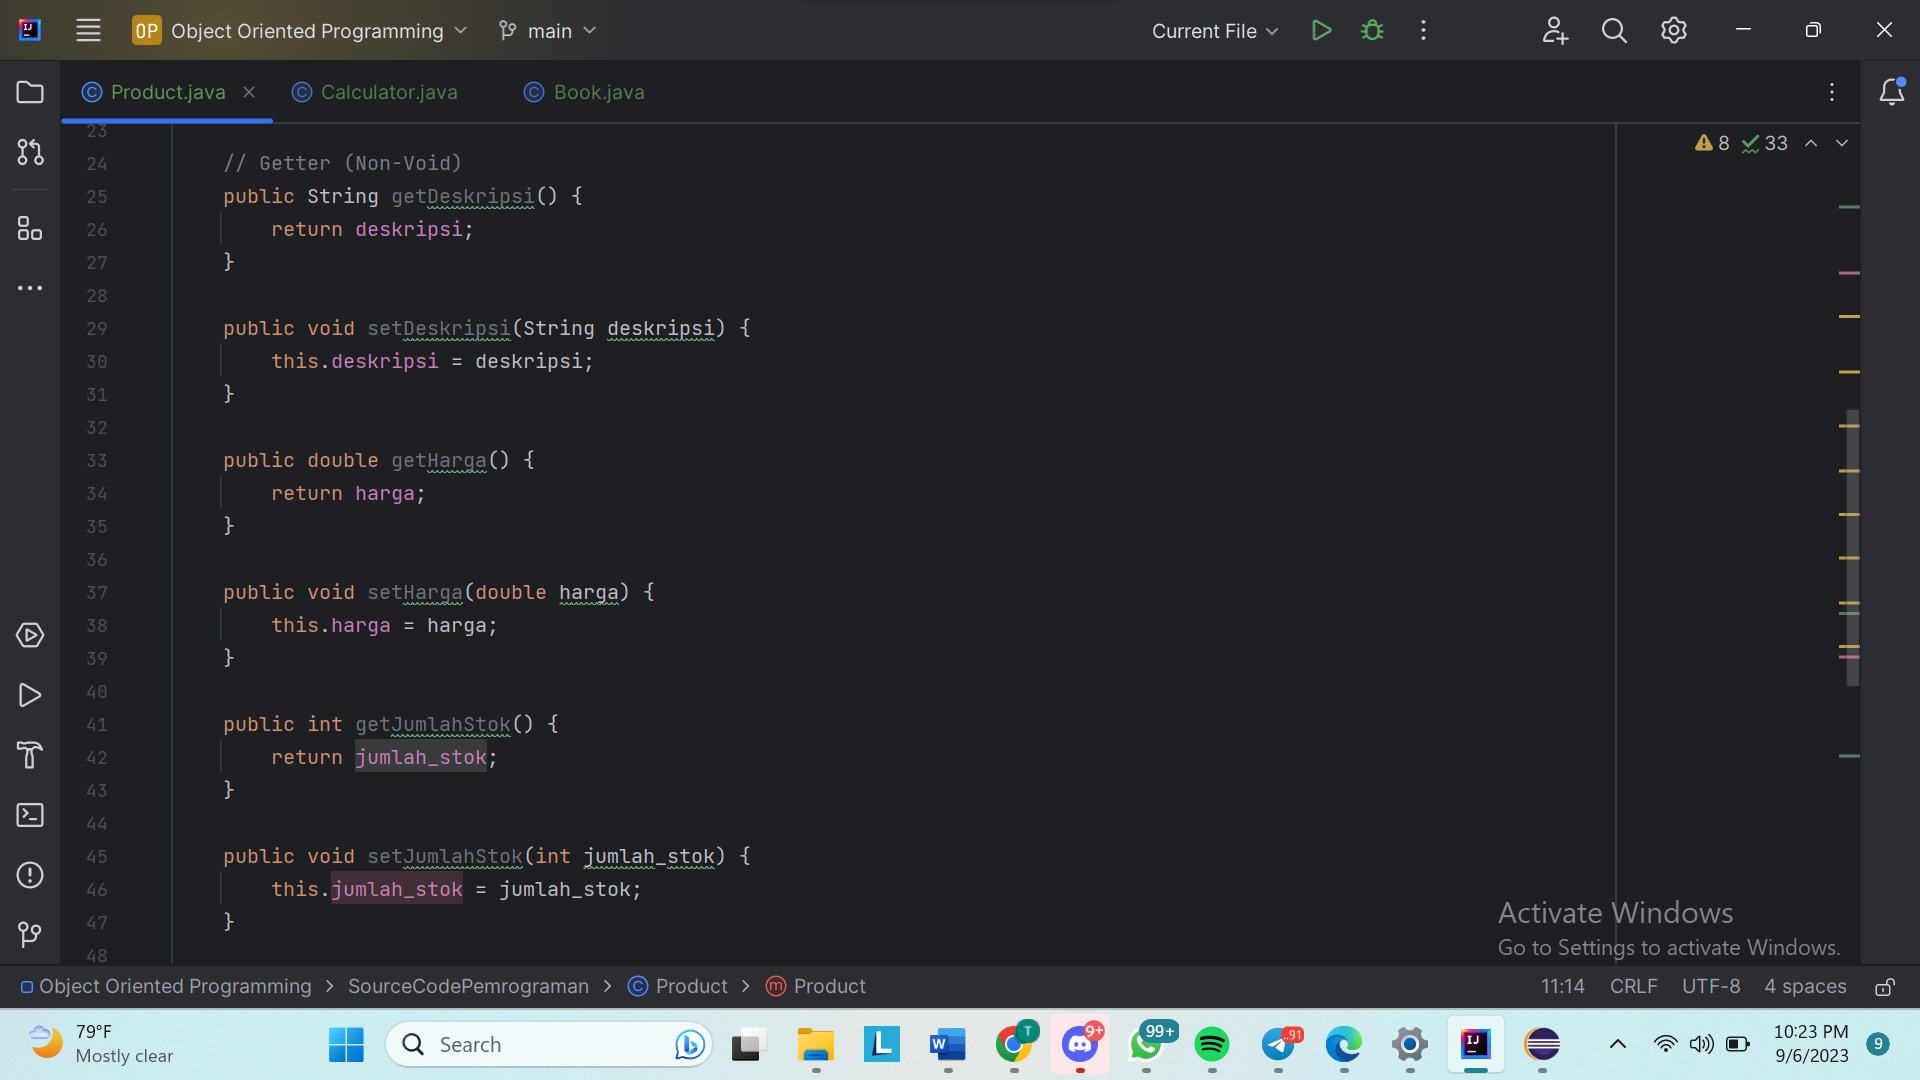 OP Object Oriented Programming main Current File
Product.java Calculator.java Book.java
8 33
23
24 // Getter (Non-Void)
25 public String getDeskripsi() {
26 return deskripsi;
27 }
28
29 public void setDeskripsi(String deskripsi) {
30 this.deskripsi = deskripsi;
31 }
32
33 public double getHarga() {
34 return harga;
35 }
36
37 public void setHarga(double harga) {
38 this.harga = harga;
39 }
40
41 public int getJumlahStok() {
42 return jumlah_stok;
43 }
44
45 public void setJumlahStok(int jumlah_stok) {
46 this.jumlah_stok = jumlah_stok;
47 }
48
Activate Windows
Go to Settings to activate Windows.
Object Oriented Programming > SourceCodePemrograman > Product > Product 11:14 CRLF UTF-8 4 spaces
79°F
Mostly clear
Search
T
9+
99+
..91
10:23 PM
9/6/2023
9